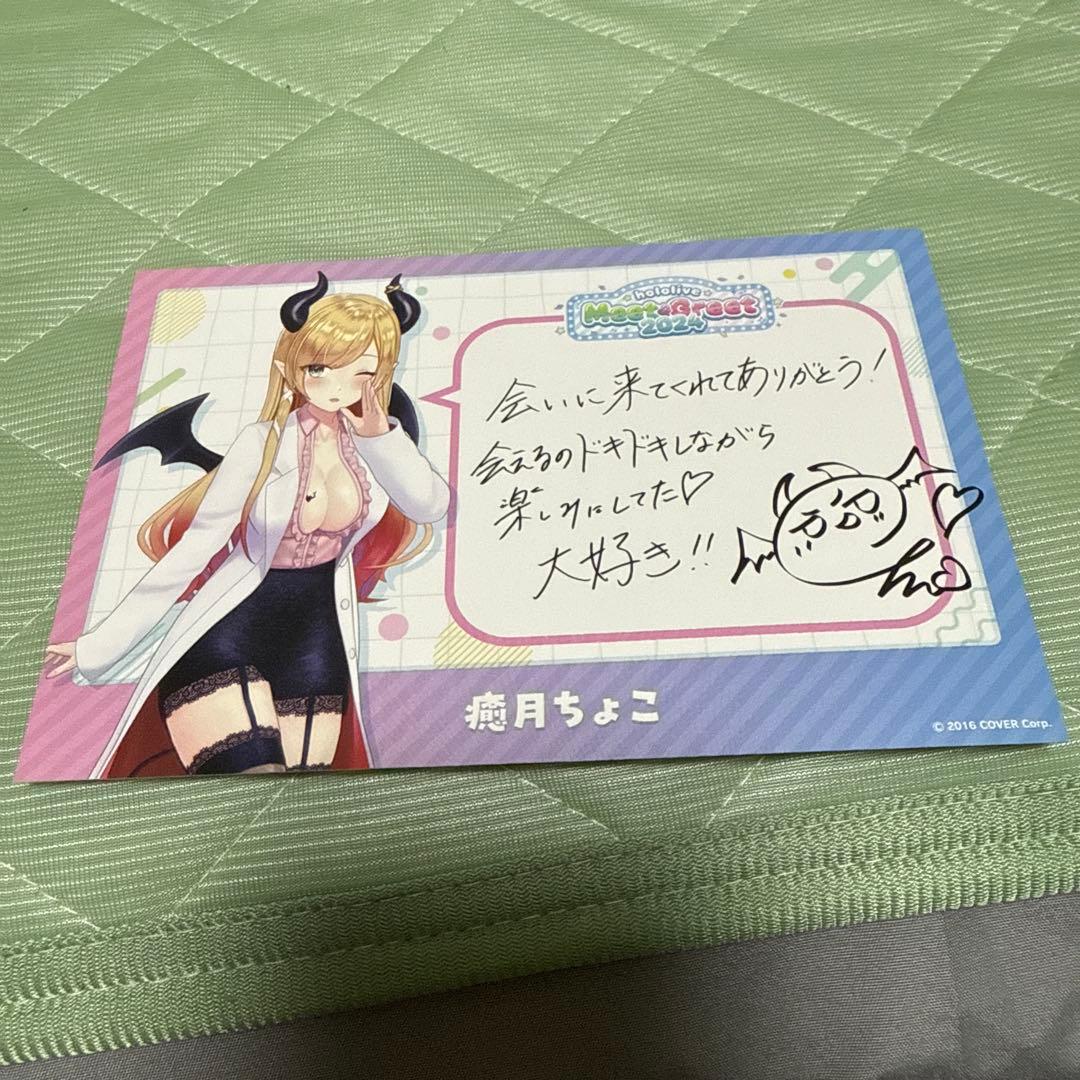 hololive
Meet&Greet
2024
会いに来てくれてありがとう!
会えるのドキドキしながら
楽しみにしてた♡
大好き!!
癒月ちょこ
© 2016 COVER Corp.